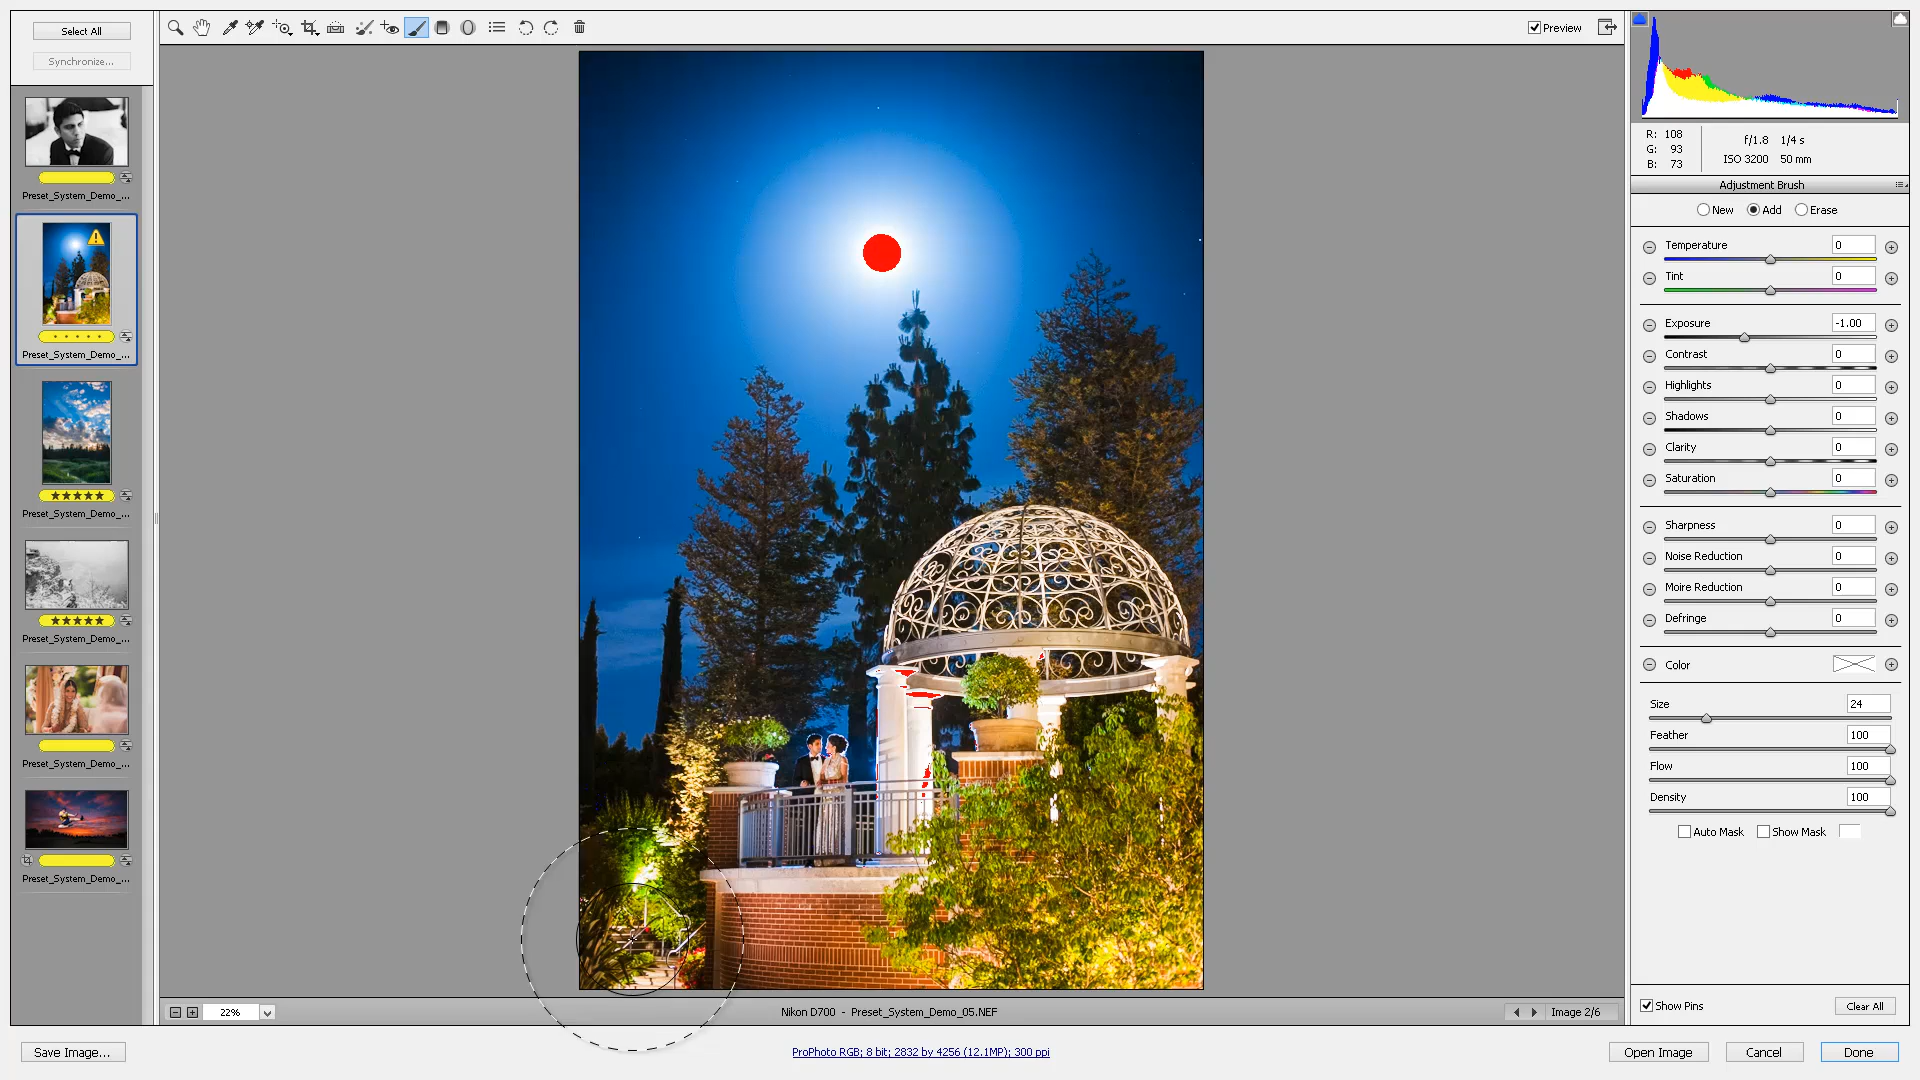 Select All
Synchronize...
Preset_System_Demo_...
Preset_System_Demo_...
Preset_System_Demo_...
Preset_System_Demo_...
Preset_System_Demo_...
Preset_System_Demo_...
Preview
R: 108
G: 93
B: 73
f/1.8 1/4 s
ISO 3200 50 mm
Adjustment Brush
New Add Erase
Temperature 0
Tint 0
Exposure -1.00
Contrast 0
Highlights 0
Shadows 0
Clarity 0
Saturation 0
Sharpness 0
Noise Reduction 0
Moire Reduction 0
Defringe 0
Color
Size 24
Feather 100
Flow 100
Density 100
Auto Mask Show Mask
Show Pins Clear All
22% Nikon D700 - Preset_System_Demo_05.NEF Image 2/6
Save Image... ProPhoto RGB; 8 bit; 2832 by 4256 (12.1MP); 300 ppi Open Image Cancel Done